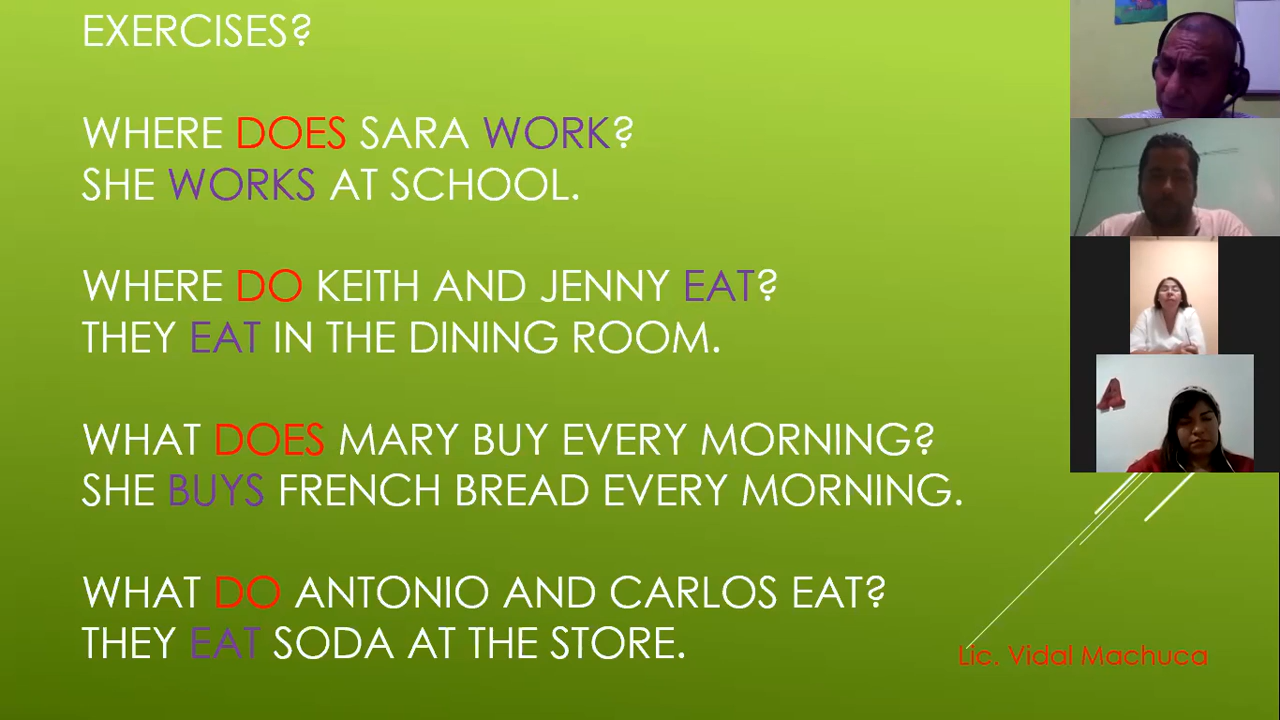 EXERCISES?
WHERE DOES SARA WORK?
SHE WORKS AT SCHOOL.
WHERE DO KEITH AND JENNY EAT?
THEY EAT IN THE DINING ROOM.
WHAT DOES MARY BUY EVERY MORNING?
SHE BUYS FRENCH BREAD EVERY MORNING.
WHAT DO ANTONIO AND CARLOS EAT?
THEY EAT SODA AT THE STORE.
Lic. Vidal Machuca
A